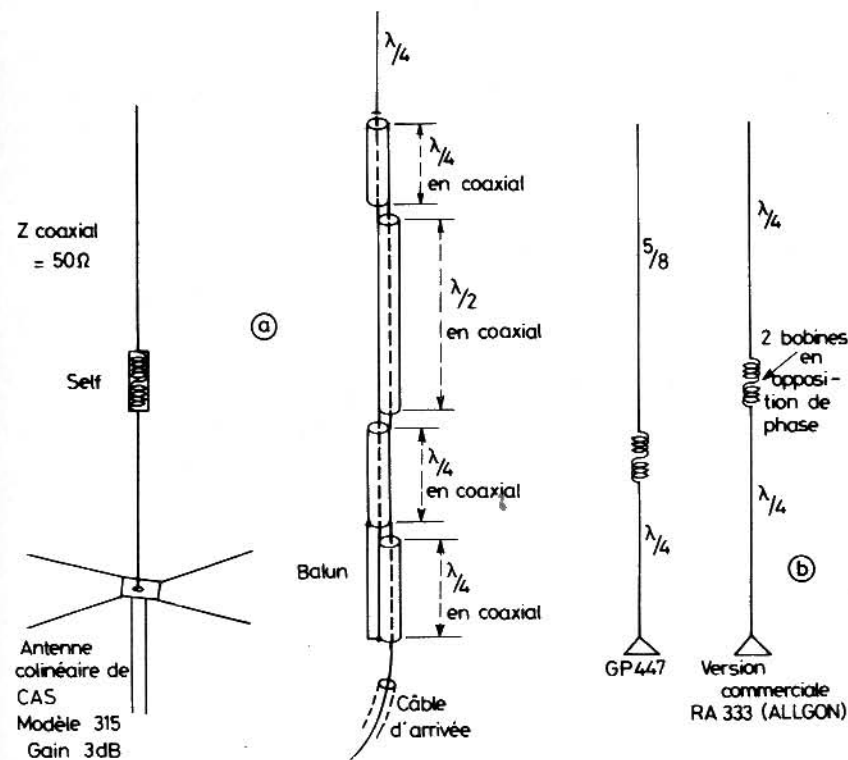 λ/4
λ/4
en coaxial
Z coaxial
= 50Ω
λ/2
en coaxial
a
Self
λ/4
en coaxial
Balun
λ/4
en coaxial
Antenne
colinéaire de
CAS
Modèle 315
Gain 3dB
Câble
d'arrivée
5/8
λ/4
GP447
λ/4
2 bobines
en
opposi-
tion de
phase
λ/4
b
Version
commerciale
RA 333 (ALLGON)